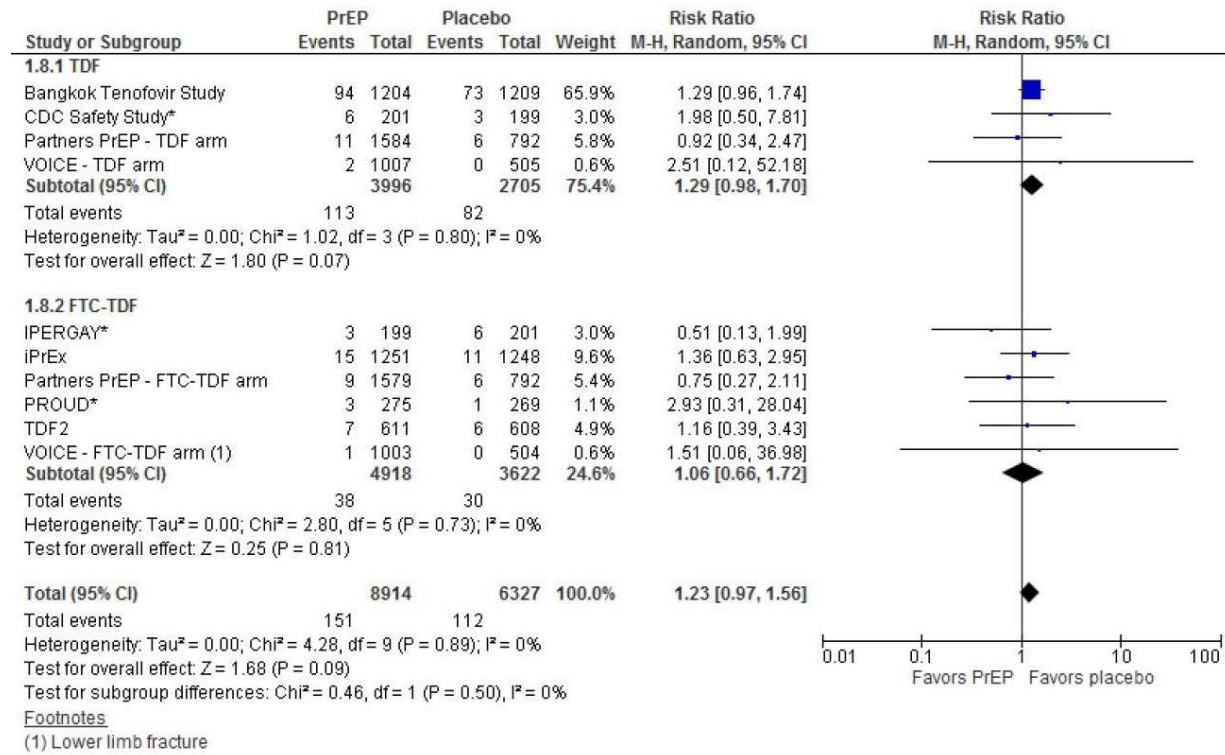 PrEP Placebo Risk Ratio Risk Ratio
Study or Subgroup Events Total Events Total Weight M-H, Random, 95% CI M-H, Random, 95% CI
1.8.1 TDF
Bangkok Tenofovir Study 94 1204 73 1209 65.9% 1.29 [0.96, 1.74]
CDC Safety Study* 6 201 3 199 3.0% 1.98 [0.50, 7.81]
Partners PrEP - TDF arm 11 1584 6 792 5.8% 0.92 [0.34, 2.47]
VOICE - TDF arm 2 1007 0 505 0.6% 2.51 [0.12, 52.18]
Subtotal (95% CI) 3996 2705 75.4% 1.29 [0.98, 1.70]
Total events 113 82
Heterogeneity: Tau² = 0.00; Chi² = 1.02, df = 3 (P = 0.80); I² = 0%
Test for overall effect: Z = 1.80 (P = 0.07)
1.8.2 FTC-TDF
IPERGAY* 3 199 6 201 3.0% 0.51 [0.13, 1.99]
iPrEx 15 1251 11 1248 9.6% 1.36 [0.63, 2.95]
Partners PrEP - FTC-TDF arm 9 1579 6 792 5.4% 0.75 [0.27, 2.11]
PROUD* 3 275 1 269 1.1% 2.93 [0.31, 28.04]
TDF2 7 611 6 608 4.9% 1.16 [0.39, 3.43]
VOICE - FTC-TDF arm (1) 1 1003 0 504 0.6% 1.51 [0.06, 36.98]
Subtotal (95% CI) 4918 3622 24.6% 1.06 [0.66, 1.72]
Total events 38 30
Heterogeneity: Tau² = 0.00; Chi² = 2.80, df = 5 (P = 0.73); I² = 0%
Test for overall effect: Z = 0.25 (P = 0.81)
Total (95% CI) 8914 6327 100.0% 1.23 [0.97, 1.56]
Total events 151 112
Heterogeneity: Tau² = 0.00; Chi² = 4.28, df = 9 (P = 0.89); I² = 0%
Test for overall effect: Z = 1.68 (P = 0.09)
Test for subgroup differences: Chi² = 0.46, df = 1 (P = 0.50), I² = 0%
0.01 0.1 1 10 100
Favors PrEP Favors placebo
Footnotes
(1) Lower limb fracture